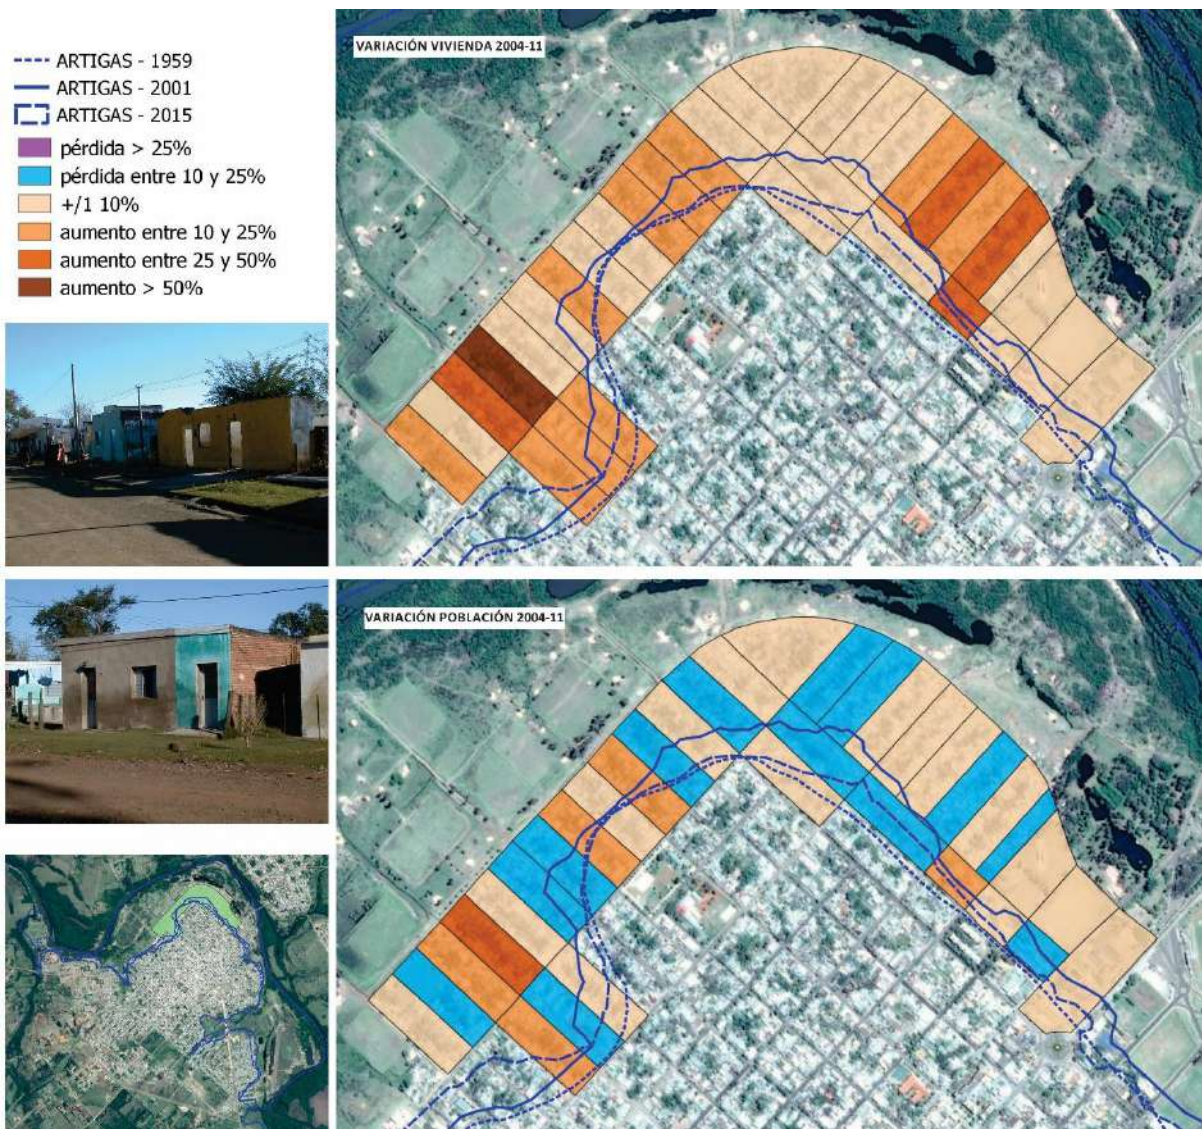 VARIACIÓN VIVIENDA 2004-11
ARTIGAS - 1959
ARTIGAS - 2001
ARTIGAS - 2015
pérdida > 25%
pérdida entre 10 y 25%
+/1 10%
aumento entre 10 y 25%
aumento entre 25 y 50%
aumento > 50%
VARIACIÓN POBLACIÓN 2004-11